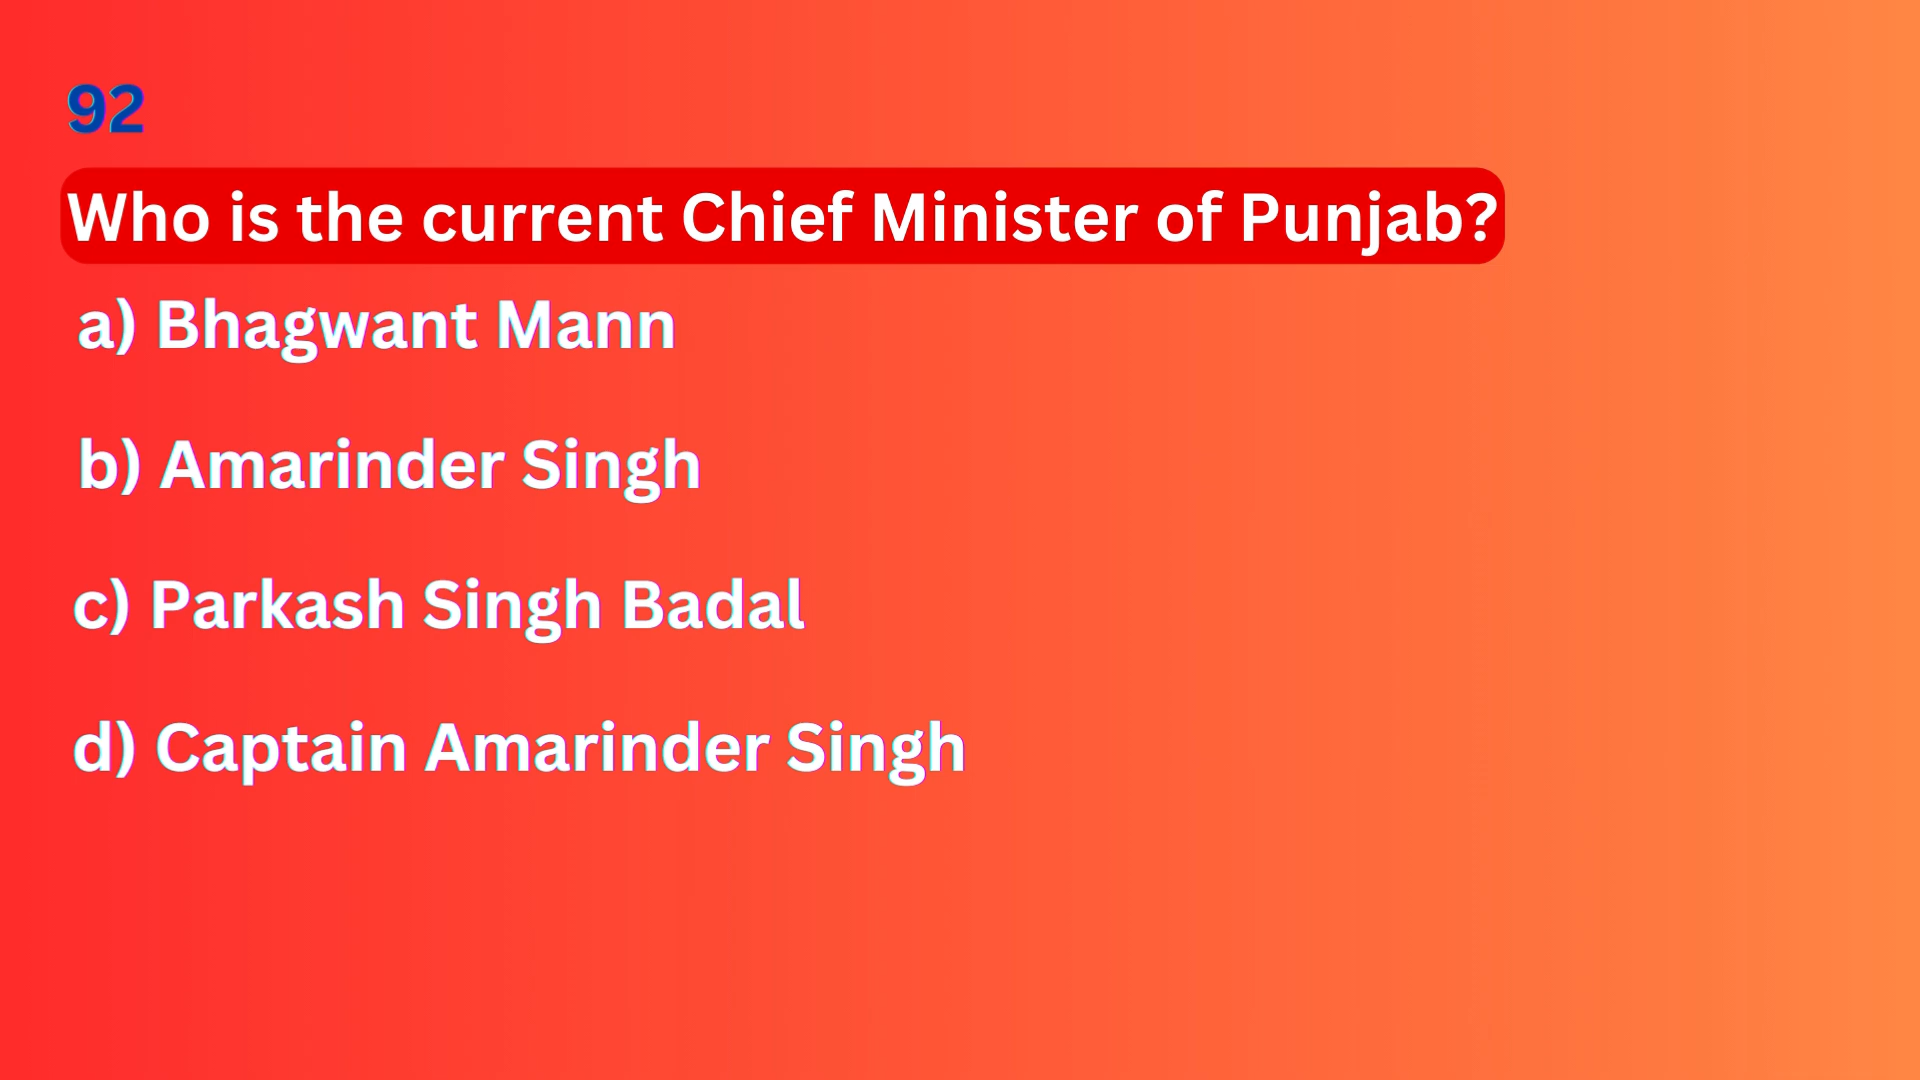 92
Who is the current Chief Minister of Punjab?
a) Bhagwant Mann
b) Amarinder Singh
c) Parkash Singh Badal
d) Captain Amarinder Singh